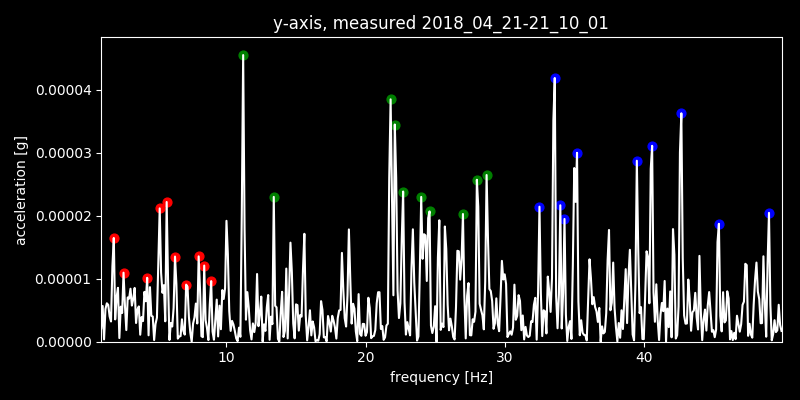 y-axis, measured 2018_04_21-21_10_01
acceleration [g]
0.00004
0.00003
0.00002
0.00001
0.00000
10 20 30 40
frequency [Hz]